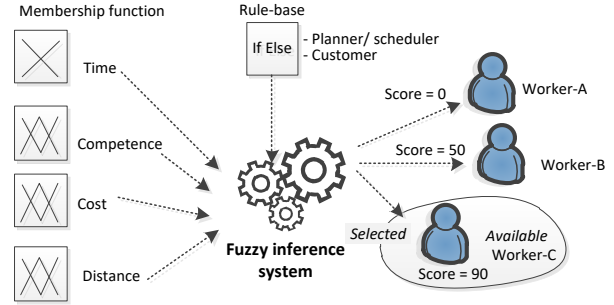 Membership function
Rule-base
If Else
- Planner/ scheduler
- Customer
Time
Competence
Cost
Distance
Fuzzy inference
system
Score = 0
Worker-A
Score = 50
Worker-B
Selected
Available
Worker-C
Score = 90